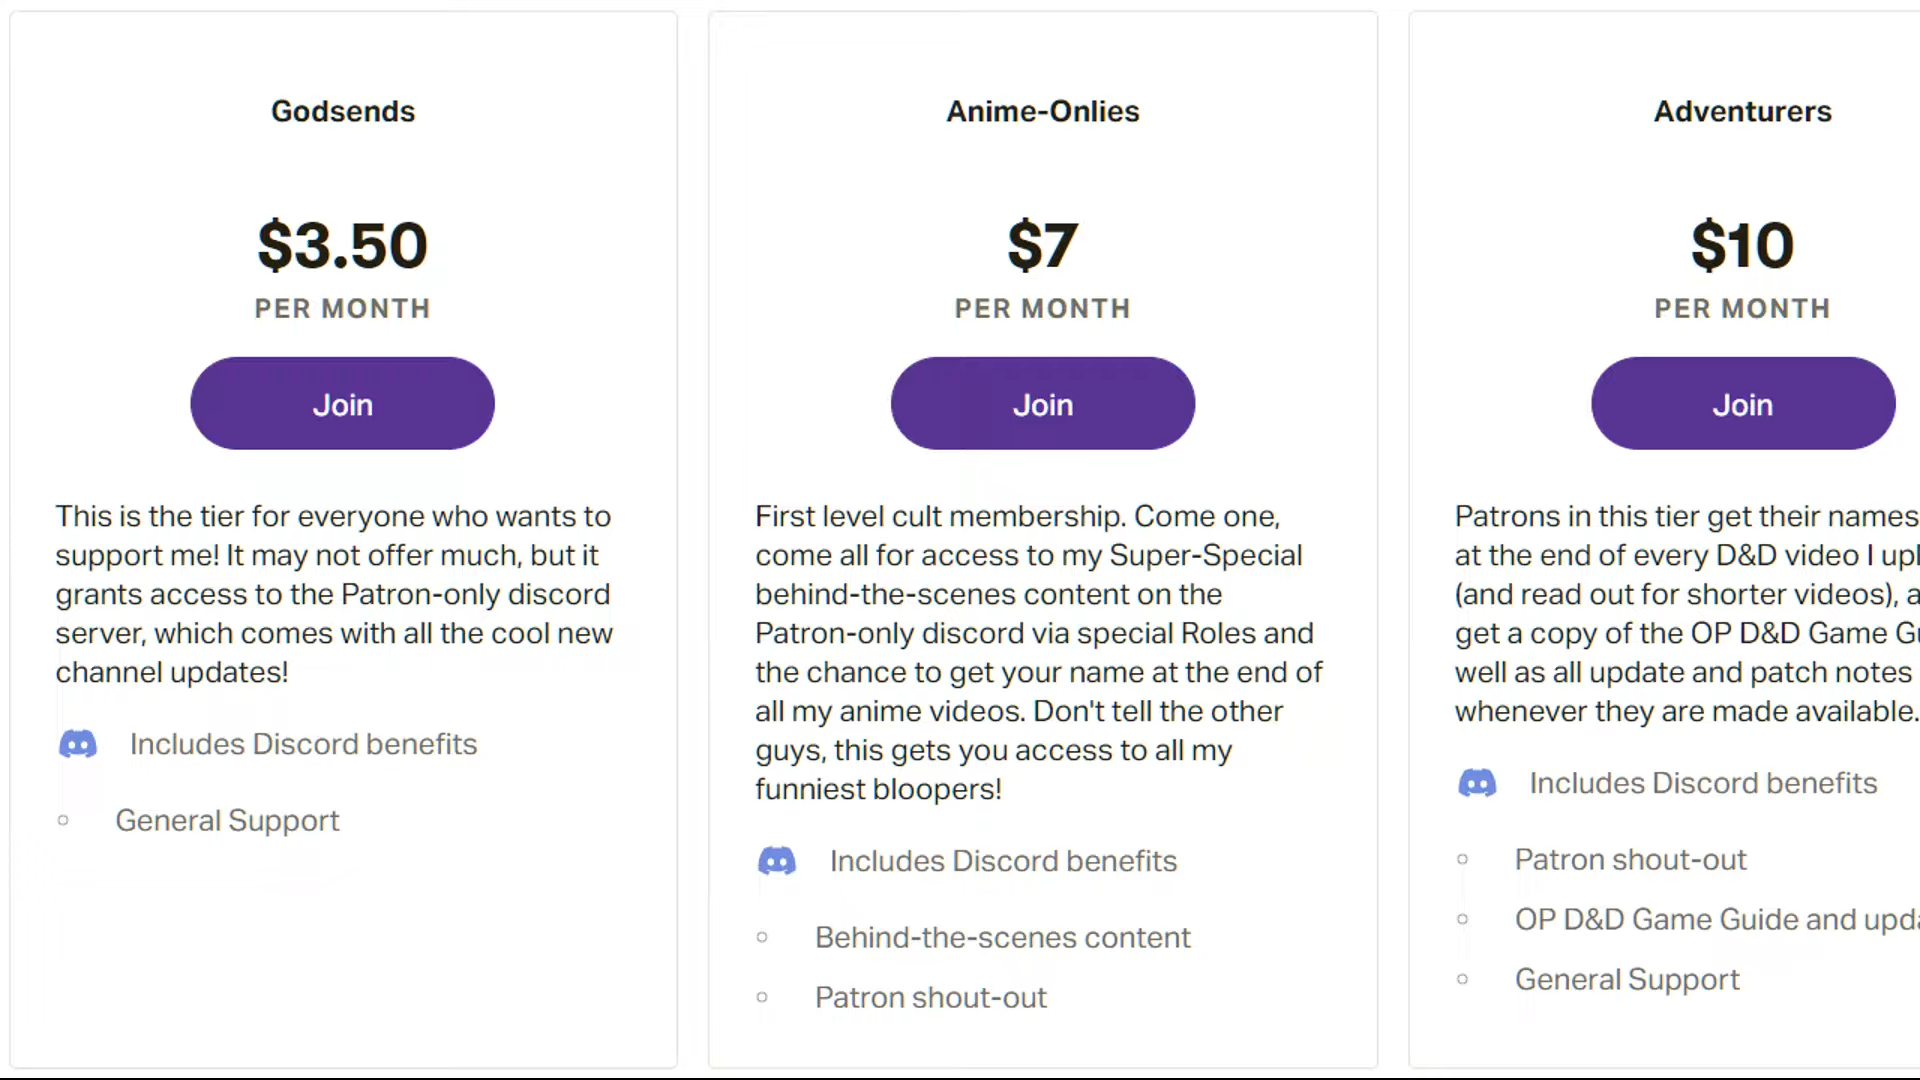 Godsends
$3.50
PER MONTH
Join
This is the tier for everyone who wants to
support me! It may not offer much, but it
grants access to the Patron-only discord
server, which comes with all the cool new
channel updates!
Includes Discord benefits
General Support
Anime-Onlies
$7
PER MONTH
Join
First level cult membership. Come one,
come all for access to my Super-Special
behind-the-scenes content on the
Patron-only discord via special Roles and
the chance to get your name at the end of
all my anime videos. Don't tell the other
guys, this gets you access to all my
funniest bloopers!
Includes Discord benefits
Behind-the-scenes content
Patron shout-out
Adventurers
$10
PER MONTH
Join
Patrons in this tier get their names
at the end of every D&D video I
(and read out for shorter videos),
get a copy of the OP D&D Game
well as all update and patch notes
whenever they are made available.
Includes Discord benefits
Patron shout-out
OP D&D Game Guide and
General Support